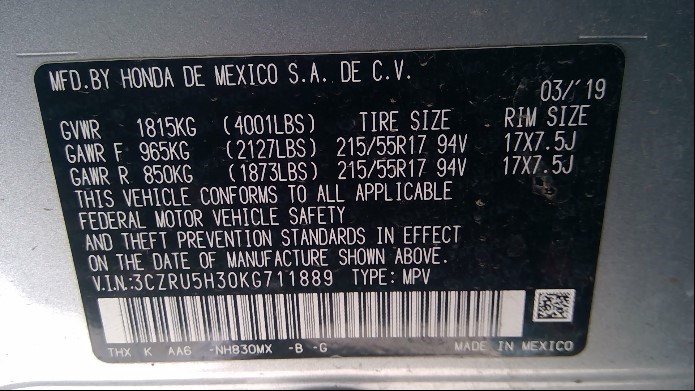 MFD.BY HONDA DE MEXICO S.A. DE C.V.
03/'19
GVWR 1815KG (4001LBS) TIRE SIZE RIM SIZE
GAWR F 965KG (2127LBS) 215/55R17 94V 17X7.5J
GAWR R 850KG (1873LBS) 215/55R17 94V 17X7.5J
THIS VEHICLE CONFORMS TO ALL APPLICABLE
FEDERAL MOTOR VEHICLE SAFETY
AND THEFT PREVENTION STANDARDS IN EFFECT
ON THE DATE OF MANUFACTURE SHOWN ABOVE.
V.I.N:3CZRU5H30KG711889 TYPE: MPV
THX K AA6 -NH830MX -B -G MADE IN MEXICO